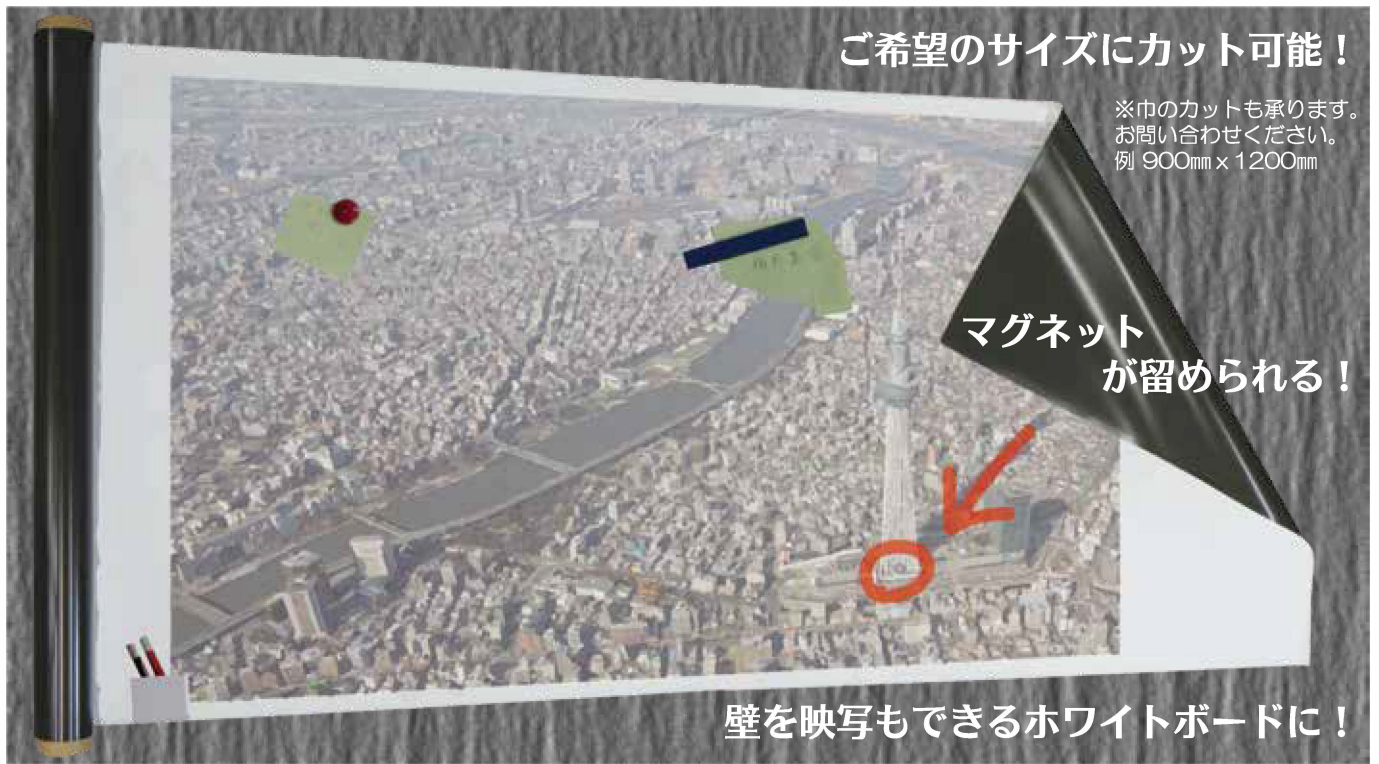 ご希望のサイズにカット可能！
※巾のカットも承ります。
お問い合わせください。
例 900㎜ x 1200㎜
マグネット
が留められる！
壁を映写もできるホワイトボードに！